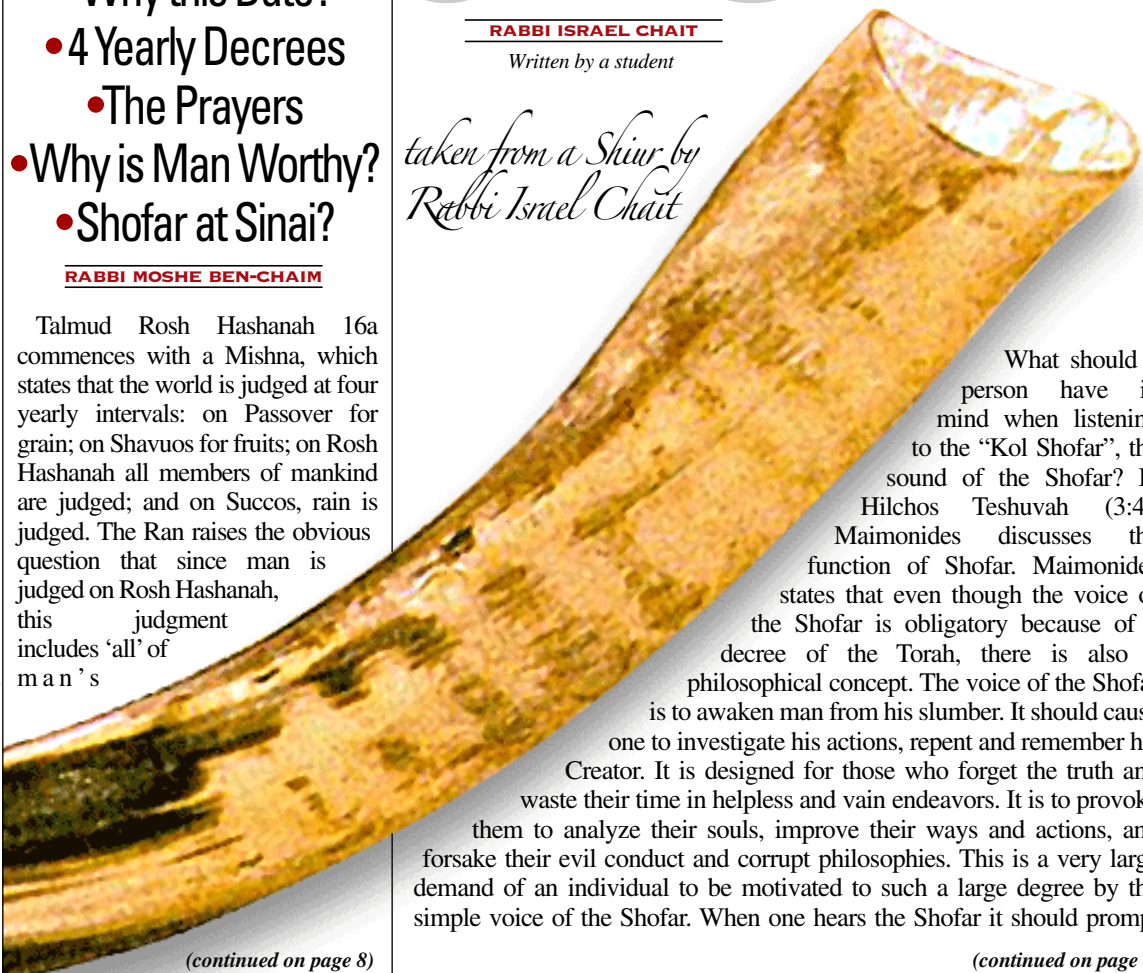 Why this Date?
•4 Yearly Decrees
•The Prayers
•Why is Man Worthy?
•Shofar at Sinai?
RABBI MOSHE BEN-CHAIM
Talmud Rosh Hashanah 16a
commences with a Mishna, which
states that the world is judged at four
yearly intervals: on Passover for
grain; on Shavuos for fruits; on Rosh
Hashanah all members of mankind
are judged; and on Succos, rain is
judged. The Ran raises the obvious
question that since man is
judged on Rosh Hashanah,
this judgment
includes ‘all’ of
man’s
(continued on page 8)
RABBI ISRAEL CHAIT
Written by a student
taken from a Shiur by
Rabbi Israel Chait
What should
person have i
mind when listenin
to the “Kol Shofar”, th
sound of the Shofar? I
Hilchos Teshuvah (3:4
Maimonides discusses th
function of Shofar. Maimonide
states that even though the voice o
the Shofar is obligatory because of
decree of the Torah, there is also
philosophical concept. The voice of the Shofa
is to awaken man from his slumber. It should caus
one to investigate his actions, repent and remember h
Creator. It is designed for those who forget the truth an
waste their time in helpless and vain endeavors. It is to provok
them to analyze their souls, improve their ways and actions, an
forsake their evil conduct and corrupt philosophies. This is a very larg
demand of an individual to be motivated to such a large degree by th
simple voice of the Shofar. When one hears the Shofar it should promp
(continued on page